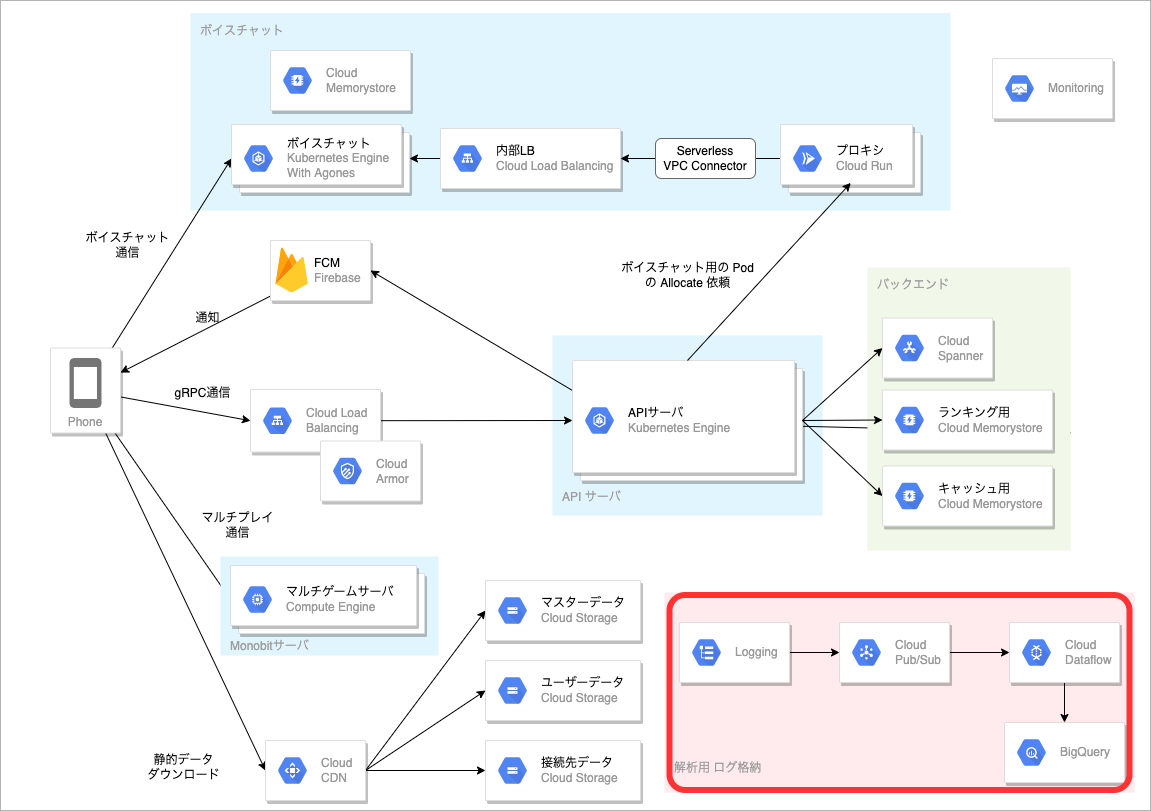 ボイスチャット
Cloud
Memorystore
Monitoring
ボイスチャット
Kubernetes Engine
With Agones
内部LB
Cloud Load Balancing
Serverless
VPC Connector
プロキシ
Cloud Run
ボイスチャット
通信
FCM
Firebase
ボイスチャット用の Pod
の Allocate 依頼
バックエンド
通知
Cloud
Spanner
Phone
gRPC通信
Cloud Load
Balancing
Cloud
Armor
APIサーバ
Kubernetes Engine
API サーバ
ランキング用
Cloud Memorystore
キャッシュ用
Cloud Memorystore
マルチプレイ
通信
マルチゲームサーバ
Compute Engine
Monobitサーバ
マスターデータ
Cloud Storage
ユーザーデータ
Cloud Storage
接続先データ
Cloud Storage
静的データ
ダウンロード
Cloud
CDN
Logging
Cloud
Pub/Sub
Cloud
Dataflow
BigQuery
解析用 ログ格納